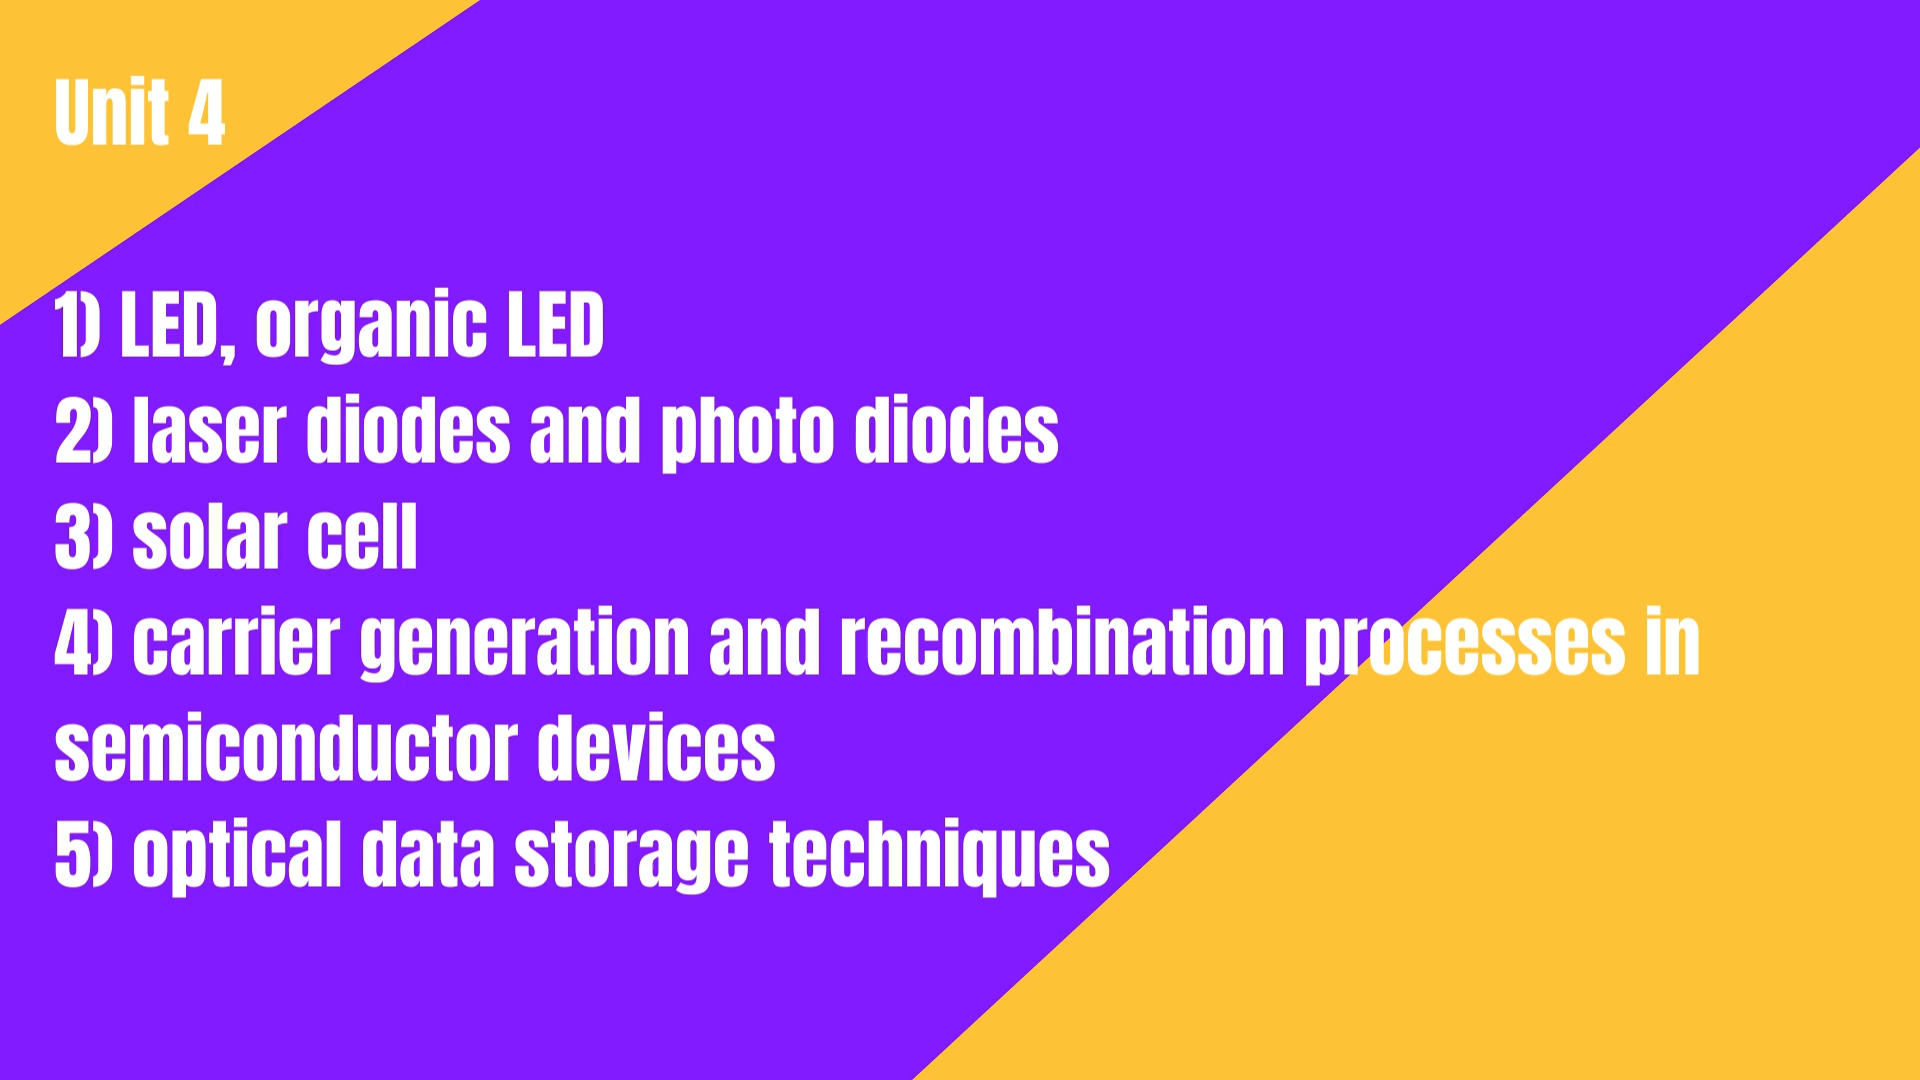 Unit 4
1) LED, organic LED
2) laser diodes and photo diodes
3) solar cell
4) carrier generation and recombination processes in
semiconductor devices
5) optical data storage techniques